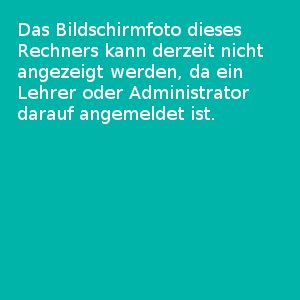 Das Bildschirmfoto dieses
Rechners kann derzeit nicht
angezeigt werden, da ein
Lehrer oder Administrator
darauf angemeldet ist.